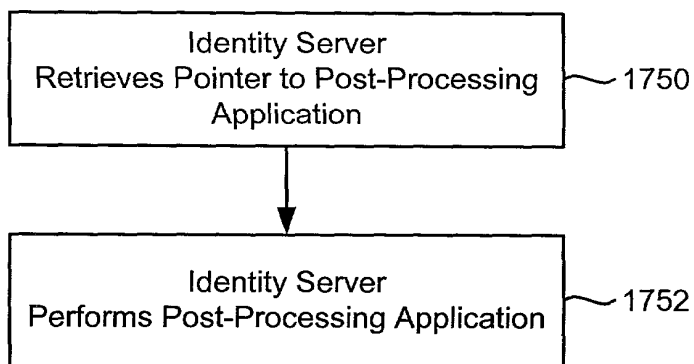 Identity Server
Retrieves Pointer to Post-Processing
Application
1750
Identity Server
Performs Post-Processing Application
1752